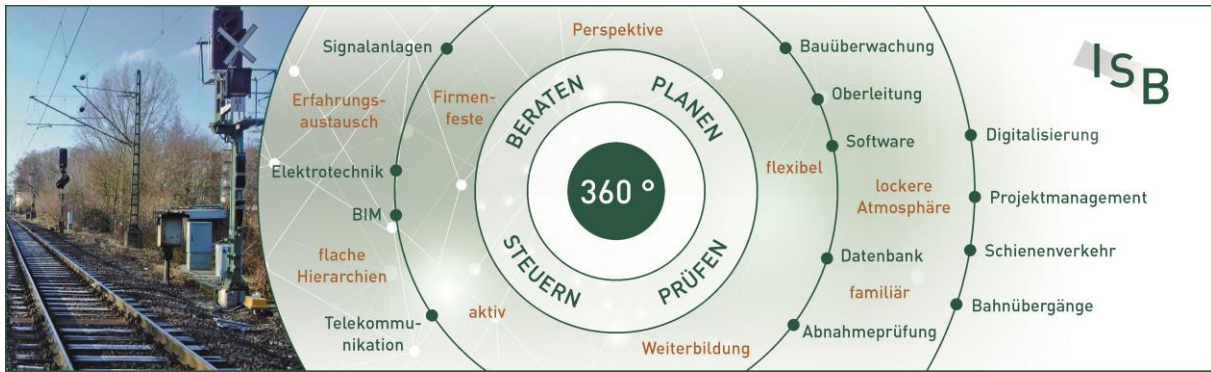 Signalanlagen
Erfahrungs-
austausch
Firmen-
feste
Elektrotechnik
BIM
flache
Hierarchien
aktiv
Telekommu-
nikation
Perspektive
BERATEN
PLANEN
360 °
STEUERN
PRÜFEN
Weiterbildung
Bauüberwachung
Oberleitung
Software
flexibel
lockere
Atmosphäre
Datenbank
familiär
Abnahmeprüfung
ISB
Digitalisierung
Projektmanagement
Schienenverkehr
Bahnübergänge